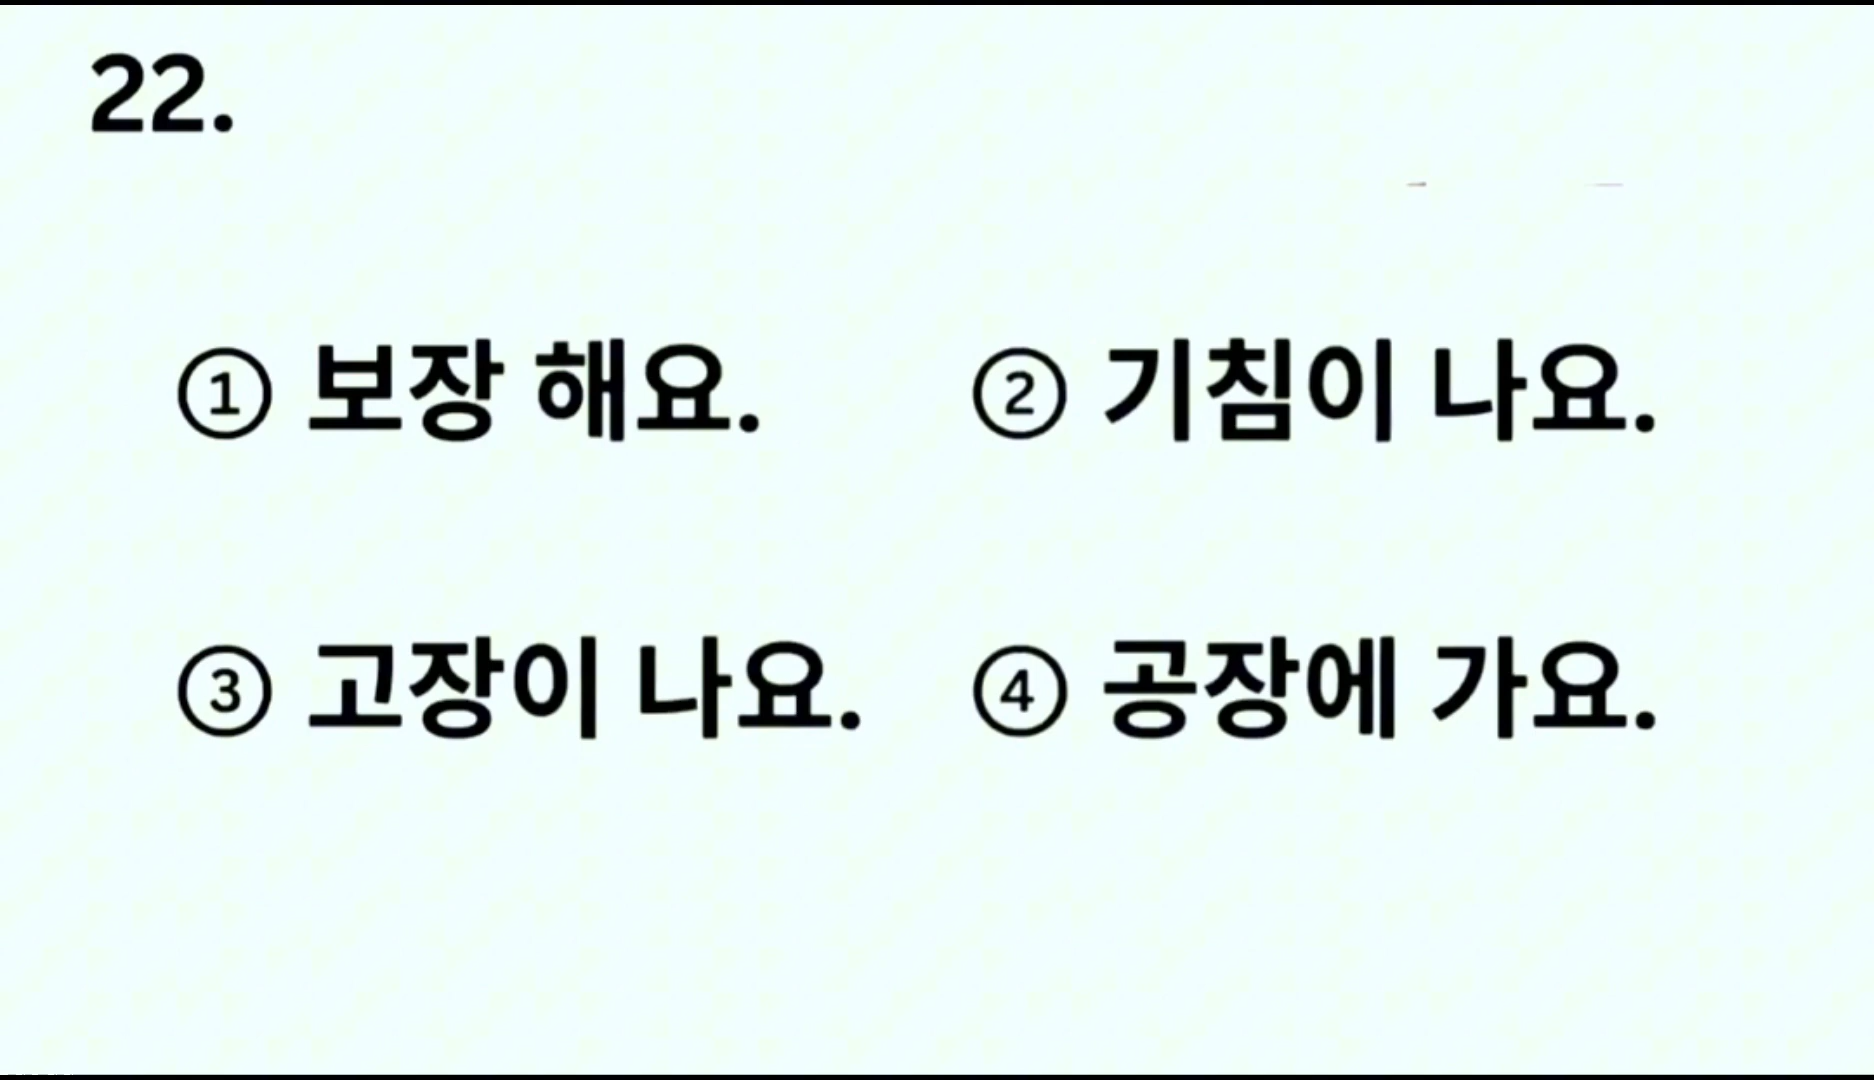 22.
① 보장 해요. ② 기침이 나요.
③ 고장이 나요. ④ 공장에 가요.